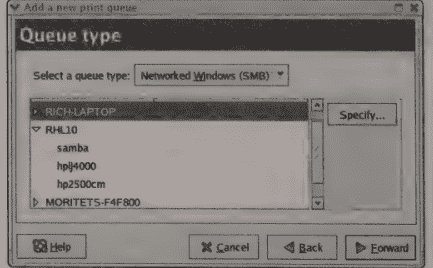 Add a new print queue
Queue type
Select a queue type: Networked Windows (SMB)
RICH-LAPTOP
Specify...
RHL10
samba
hplj4000
hp2500cm
MORITETS-F4F800
Help
Cancel
Back
Forward